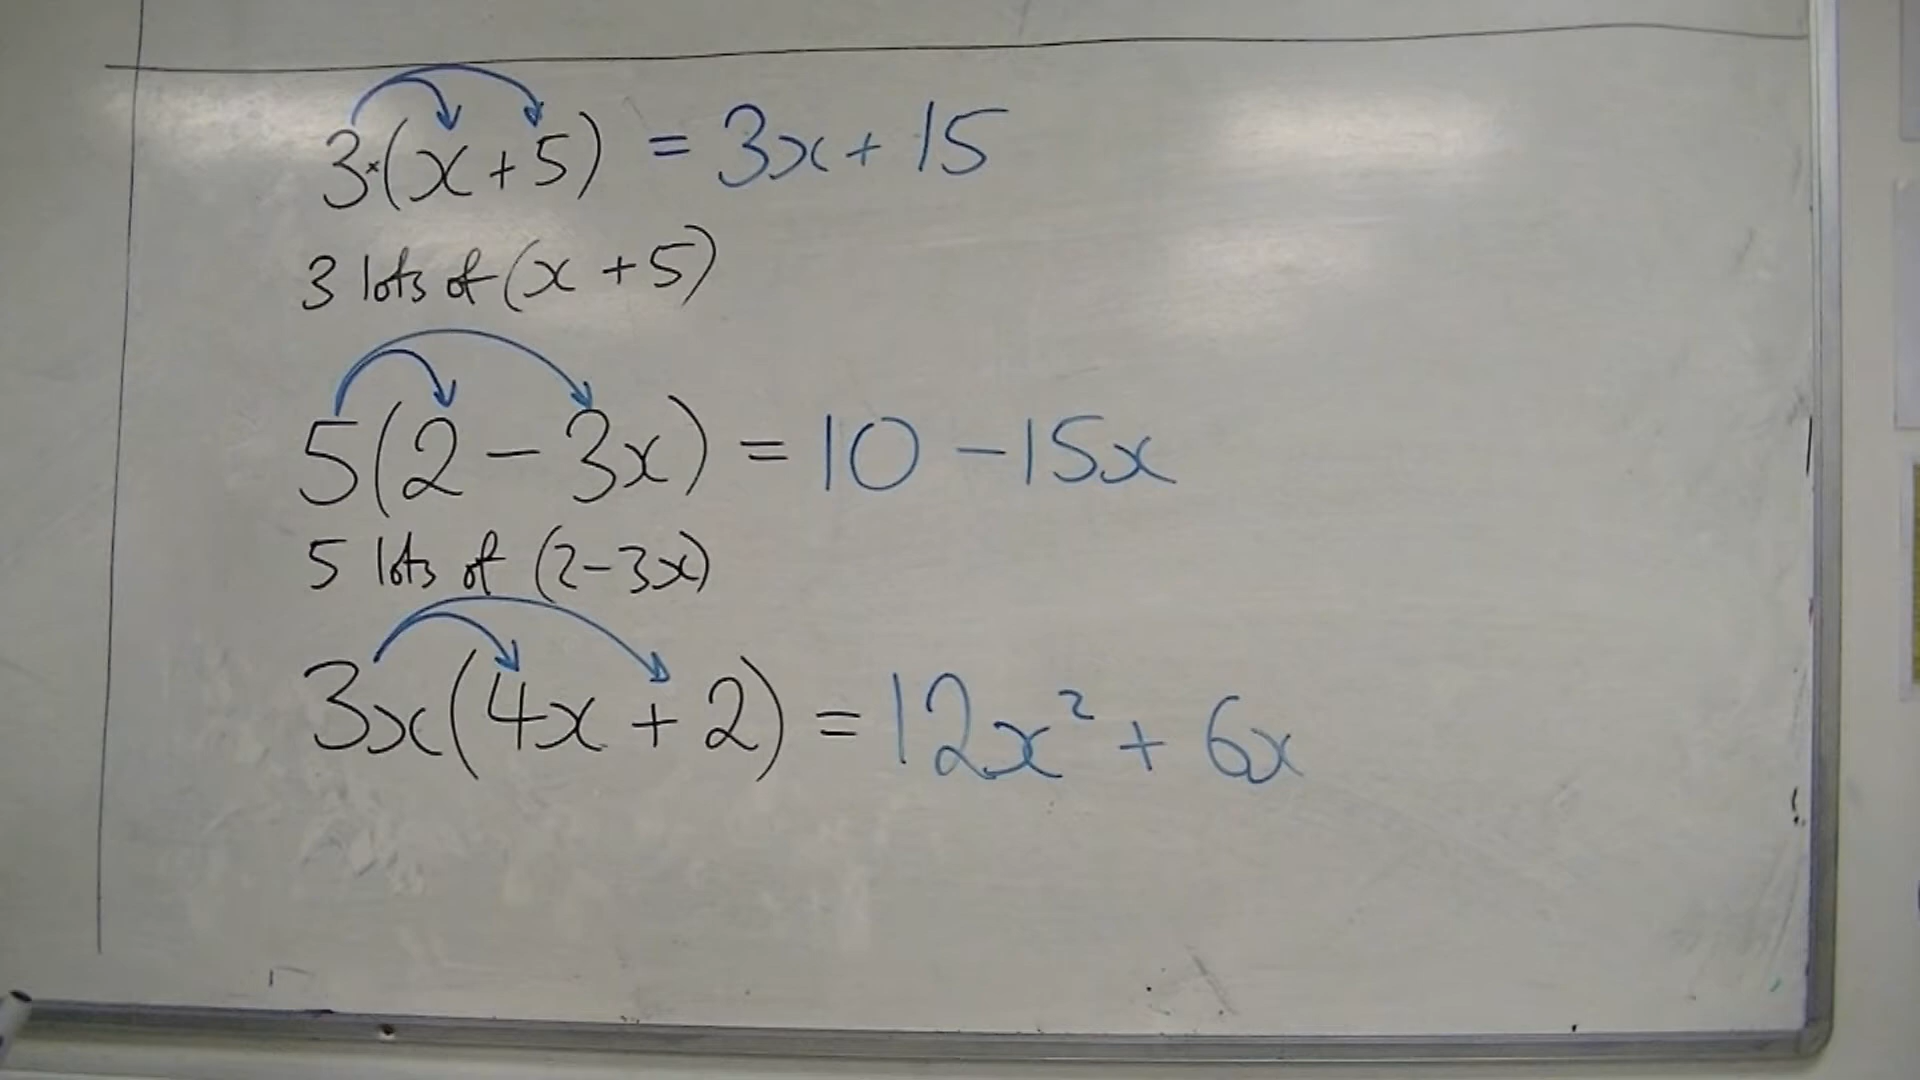 3×(x+5) = 3x + 15
3 lots of (x + 5)
5(2 - 3x) = 10 - 15x
5 lots of (2-3x)
3x(4x + 2) = 12x² + 6x